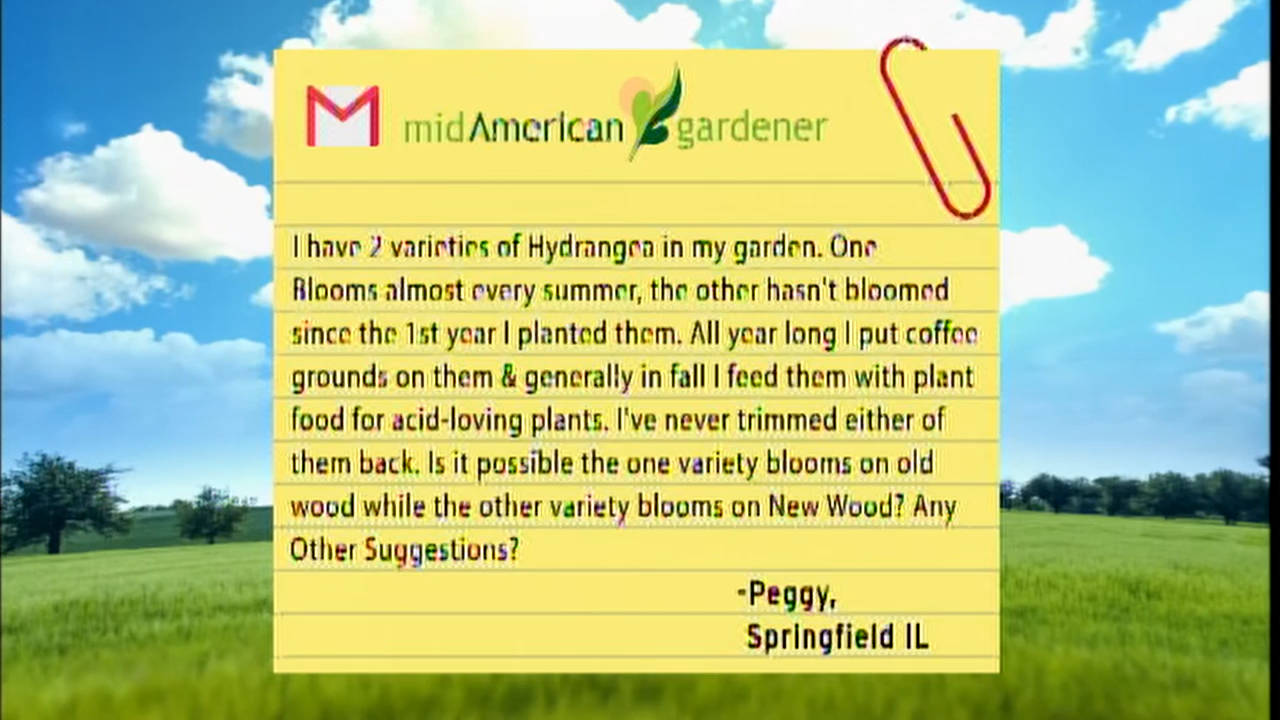 mid American gardener
I have 2 varieties of Hydrangea in my garden. One
Blooms almost every summer, the other hasn't bloomed
since the 1st year I planted them. All year long I put coffee
grounds on them & generally in fall I feed them with plant
food for acid-loving plants. I've never trimmed either of
them back. Is it possible the one variety blooms on old
wood while the other variety blooms on New Wood? Any
Other Suggestions?
-Peggy,
Springfield IL